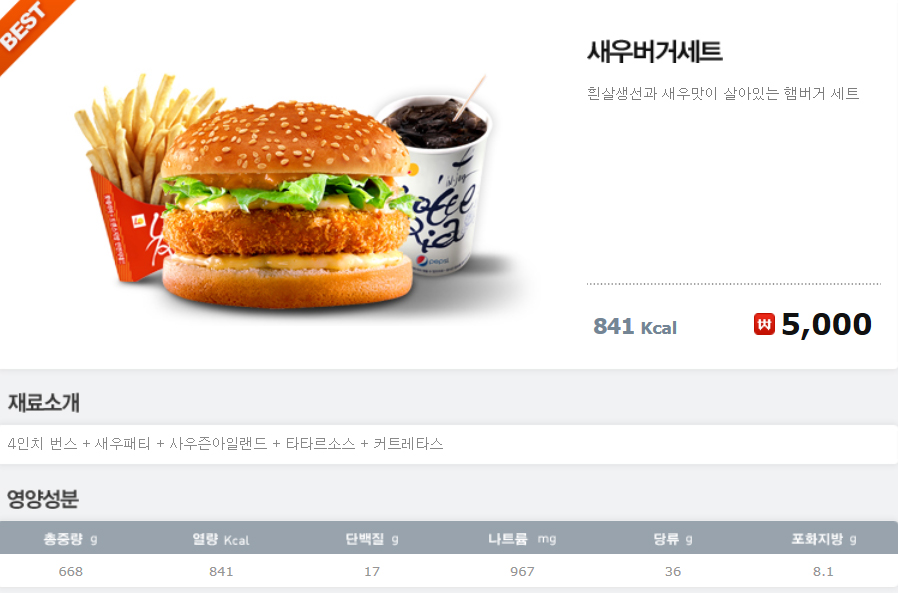 BEST
새우버거세트
흰살생선과 새우맛이 살아있는 햄버거 세트
pepsi
841 Kcal
₩ 5,000
재료소개
4인치 번스 + 새우패티 + 사우즌아일랜드 + 타타르소스 + 커트레타스
영양성분
총중량 g 열량 Kcal 단백질 g 나트륨 mg 당류 g 포화지방 g
668 841 17 967 36 8.1